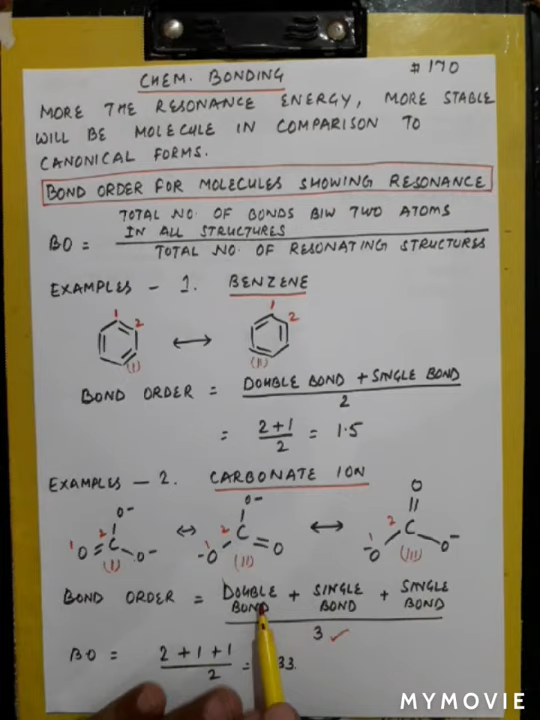 CHEM. BONDING #170
MORE THE RESONANCE ENERGY, MORE STABLE
WILL BE MOLECULE IN COMPARISON TO
CANONICAL FORMS.
BOND ORDER FOR MOLECULES SHOWING RESONANCE
TOTAL NO. OF BONDS B/W TWO ATOMS
IN ALL STRUCTURES
BO =
TOTAL NO. OF RESONATING STRUCTURES
EXAMPLES - 1. BENZENE
1 2 (I) ↔ 1 2 (II)
BOND ORDER = DOUBLE BOND + SINGLE BOND
2
= 2+1 = 1.5
2
EXAMPLES - 2. CARBONATE ION
O- O- O
2 C 2 C 2 C
1 O O- (I) ↔ 1 -O O (II) ↔ 1 -O O- (III)
BOND ORDER = DOUBLE BOND + SINGLE BOND + SINGLE BOND
3 ✓
BO = 2+1+1 = 33
2
MYMOVIE